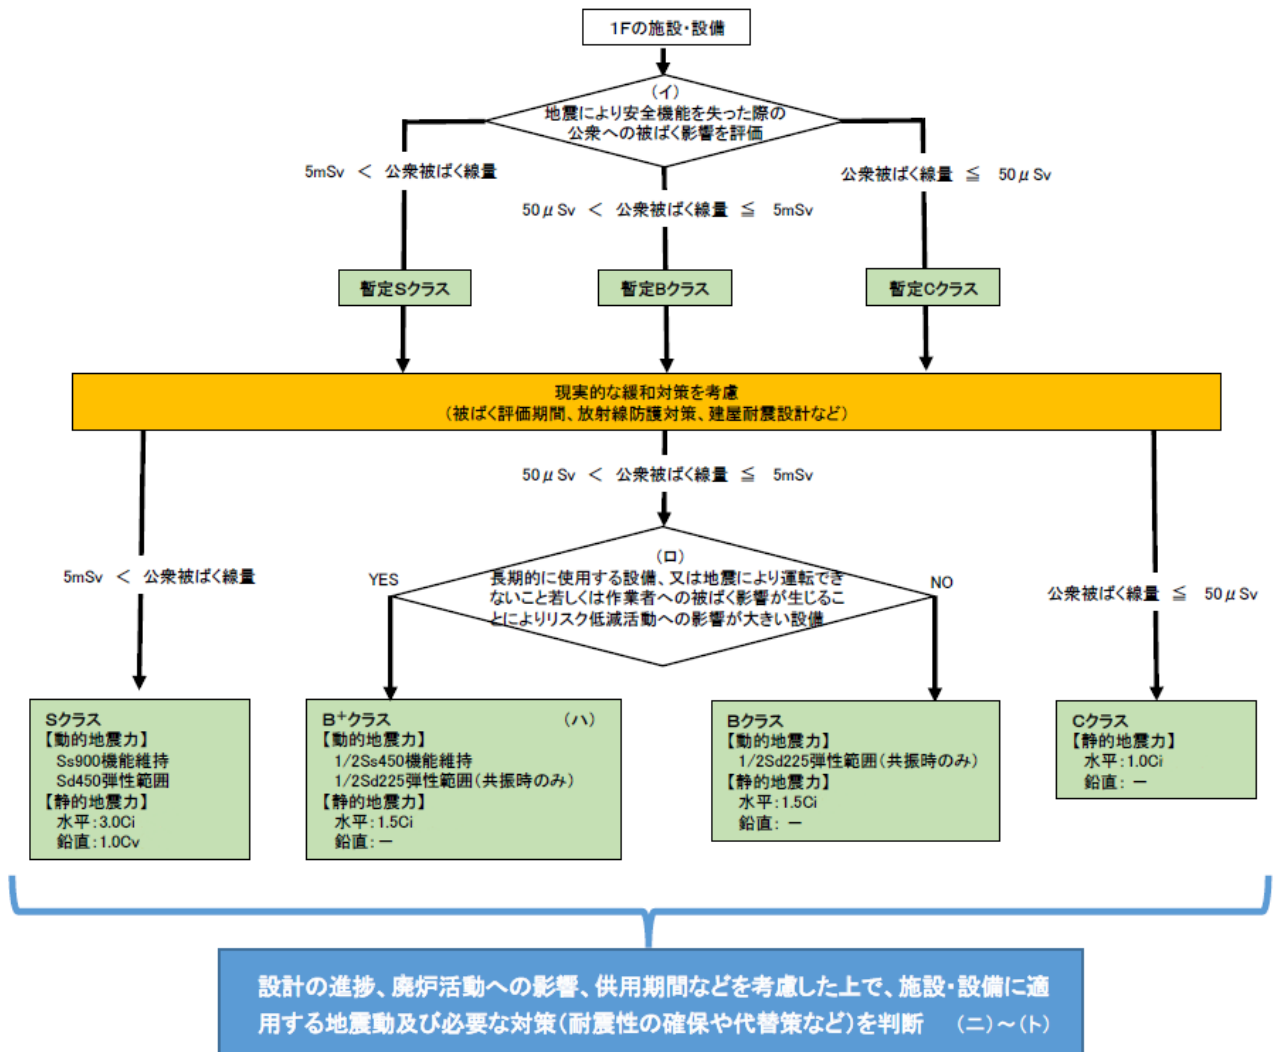 1Fの施設・設備
(イ)
地震により安全機能を失った際の
公衆への被ばく影響を評価
5mSv ＜ 公衆被ばく線量
50μSv ＜ 公衆被ばく線量 ≦ 5mSv
公衆被ばく線量 ≦ 50μSv
暫定Sクラス
暫定Bクラス
暫定Cクラス
現実的な緩和対策を考慮
(被ばく評価期間、放射線防護対策、建屋耐震設計など)
50μSv ＜ 公衆被ばく線量 ≦ 5mSv
5mSv ＜ 公衆被ばく線量
公衆被ばく線量 ≦ 50μSv
(ロ)
長期的に使用する設備、又は地震により運転でき
ないこと若しくは作業者への被ばく影響が生じるこ
とによりリスク低減活動への影響が大きい設備
YES
NO
Sクラス
【動的地震力】
Ss900機能維持
Sd450弾性範囲
【静的地震力】
水平：3.0Ci
鉛直：1.0Cv
B⁺クラス (ハ)
【動的地震力】
1/2Ss450機能維持
1/2Sd225弾性範囲(共振時のみ)
【静的地震力】
水平：1.5Ci
鉛直：－
Bクラス
【動的地震力】
1/2Sd225弾性範囲(共振時のみ)
【静的地震力】
水平：1.5Ci
鉛直：－
Cクラス
【静的地震力】
水平：1.0Ci
鉛直：－
設計の進捗、廃炉活動への影響、供用期間などを考慮した上で、施設・設備に適
用する地震動及び必要な対策(耐震性の確保や代替策など)を判断 (ニ)～(ト)